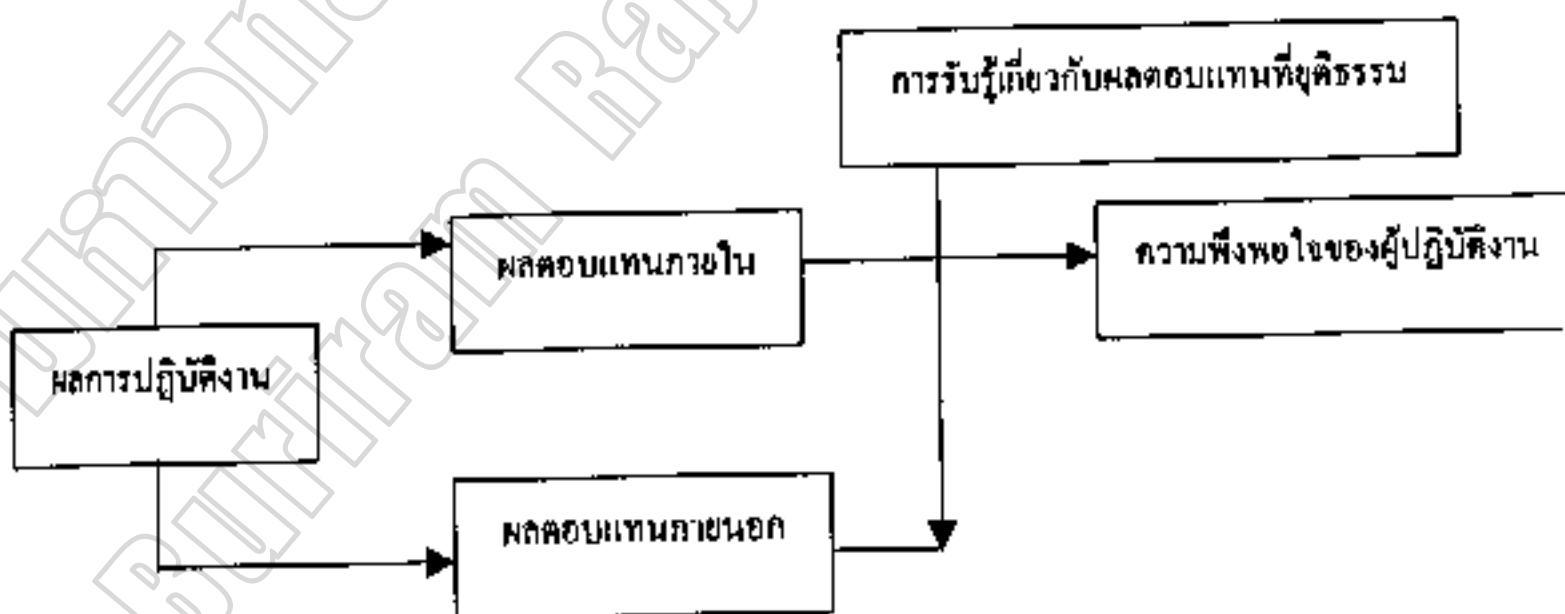 การรับรู้เกี่ยวกับผลตอบแทนที่ยุติธรรม
ผลตอบแทนภายใน
ความพึงพอใจของผู้ปฏิบัติงาน
ผลการปฏิบัติงาน
ผลตอบแทนภายนอก
Buriram Raj